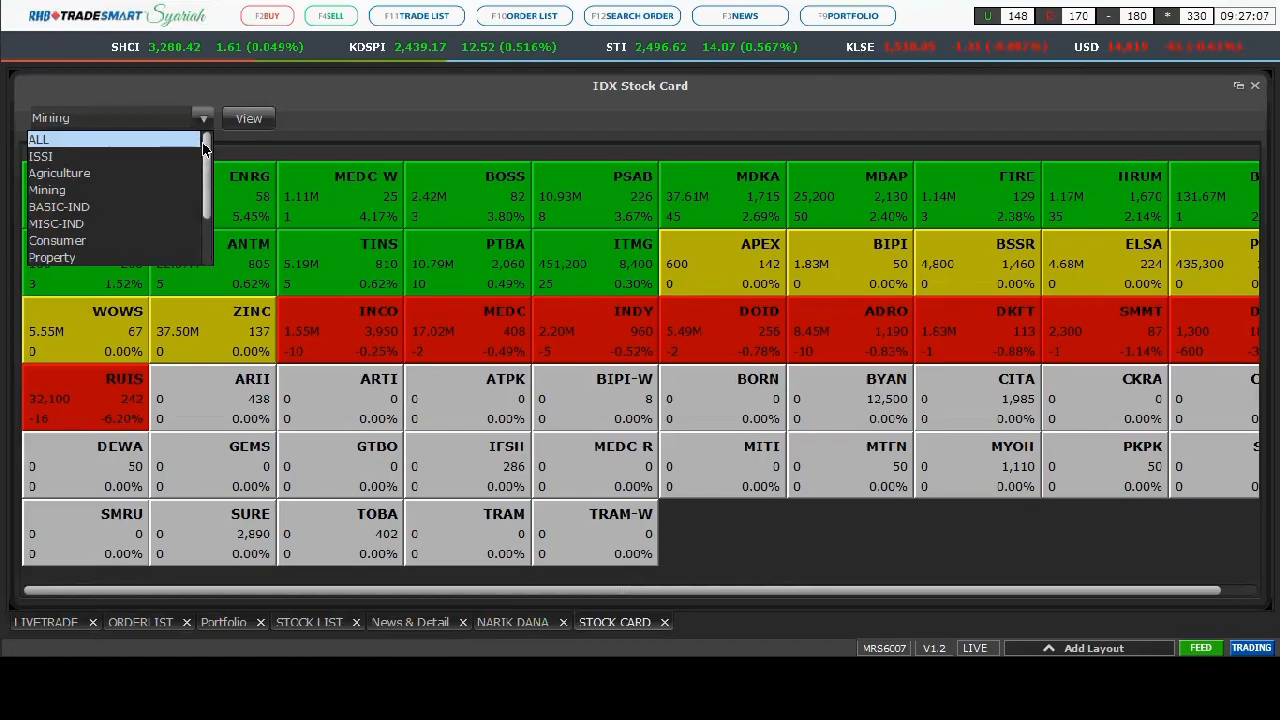 RHB TRADESMART Syariah F2BUY F4SELL F11TRADE LIST F10ORDER LIST F12SEARCH ORDER F3NEWS F9PORTFOLIO U 148 170 - 180 * 330 09:27:07
SHCI 3,280.42 1.61 (0.049%) KDSPI 2,439.17 12.52 (0.516%) STI 2,496.62 14.07 (0.567%) KLSE USD
IDX Stock Card
Mining View
ALL
ISSI
Agriculture
Mining
BASIC-IND
MISC-IND
Consumer
Property
ENRG MEDC W BOSS PSAB MDKA MBAP FIRE HRUM
58 1.11M 25 2.42M 82 10.93M 226 37.61M 1,715 25,200 2,130 1.14M 129 1.17M 1,670 131.67M
5.45% 1 4.17% 3 3.80% 8 3.67% 45 2.69% 50 2.40% 3 2.38% 35 2.14% 1
ANTM TINS PTBA ITMG APEX BIPI BSSR ELSA
805 5.19M 810 10.79M 2,060 451,200 8,400 600 142 1.83M 50 4,800 1,460 4.68M 224 435,300
3 1.52% 5 0.62% 5 0.62% 10 0.49% 25 0.30% 0 0.00% 0 0.00% 0 0.00% 0 0.00% 0
WOWS ZINC INCO MEDC INDY DOID ADRO DKFT SMMT
5.55M 67 37.50M 137 1.55M 3,950 17.02M 408 2.20M 960 5.49M 256 8.45M 1,190 1.83M 113 2,300 87 1,300
0 0.00% 0 0.00% -10 -0.25% -2 -0.49% -5 -0.52% -2 -0.78% -10 -0.83% -1 -0.88% -1 -1.14% -600
RUIS ARII ARTI ATPK BIPI-W BORN BYAN CITA CKRA
32,100 242 0 438 0 0 0 0 0 8 0 0 0 12,500 0 1,985 0 0 0
-16 -6.20% 0 0.00% 0 0.00% 0 0.00% 0 0.00% 0 0.00% 0 0.00% 0 0.00% 0 0.00% 0
DEWA GEMS GTBO IFSH MEDC R MITI MTFN MYOH PKPK
0 50 0 0 0 0 0 286 0 0 0 0 0 50 0 1,110 0 50 0
0 0.00% 0 0.00% 0 0.00% 0 0.00% 0 0.00% 0 0.00% 0 0.00% 0 0.00% 0 0.00% 0
SMRU SURE TOBA TRAM TRAM-W
0 0 0 2,890 0 402 0 0 0 0
0 0.00% 0 0.00% 0 0.00% 0 0.00% 0 0.00%
LIVETRADE ORDERLIST Portfolio STOCK LIST News & Detail NARIK DANA STOCK CARD
MRS6007 V1.2 LIVE Add Layout FEED TRADING